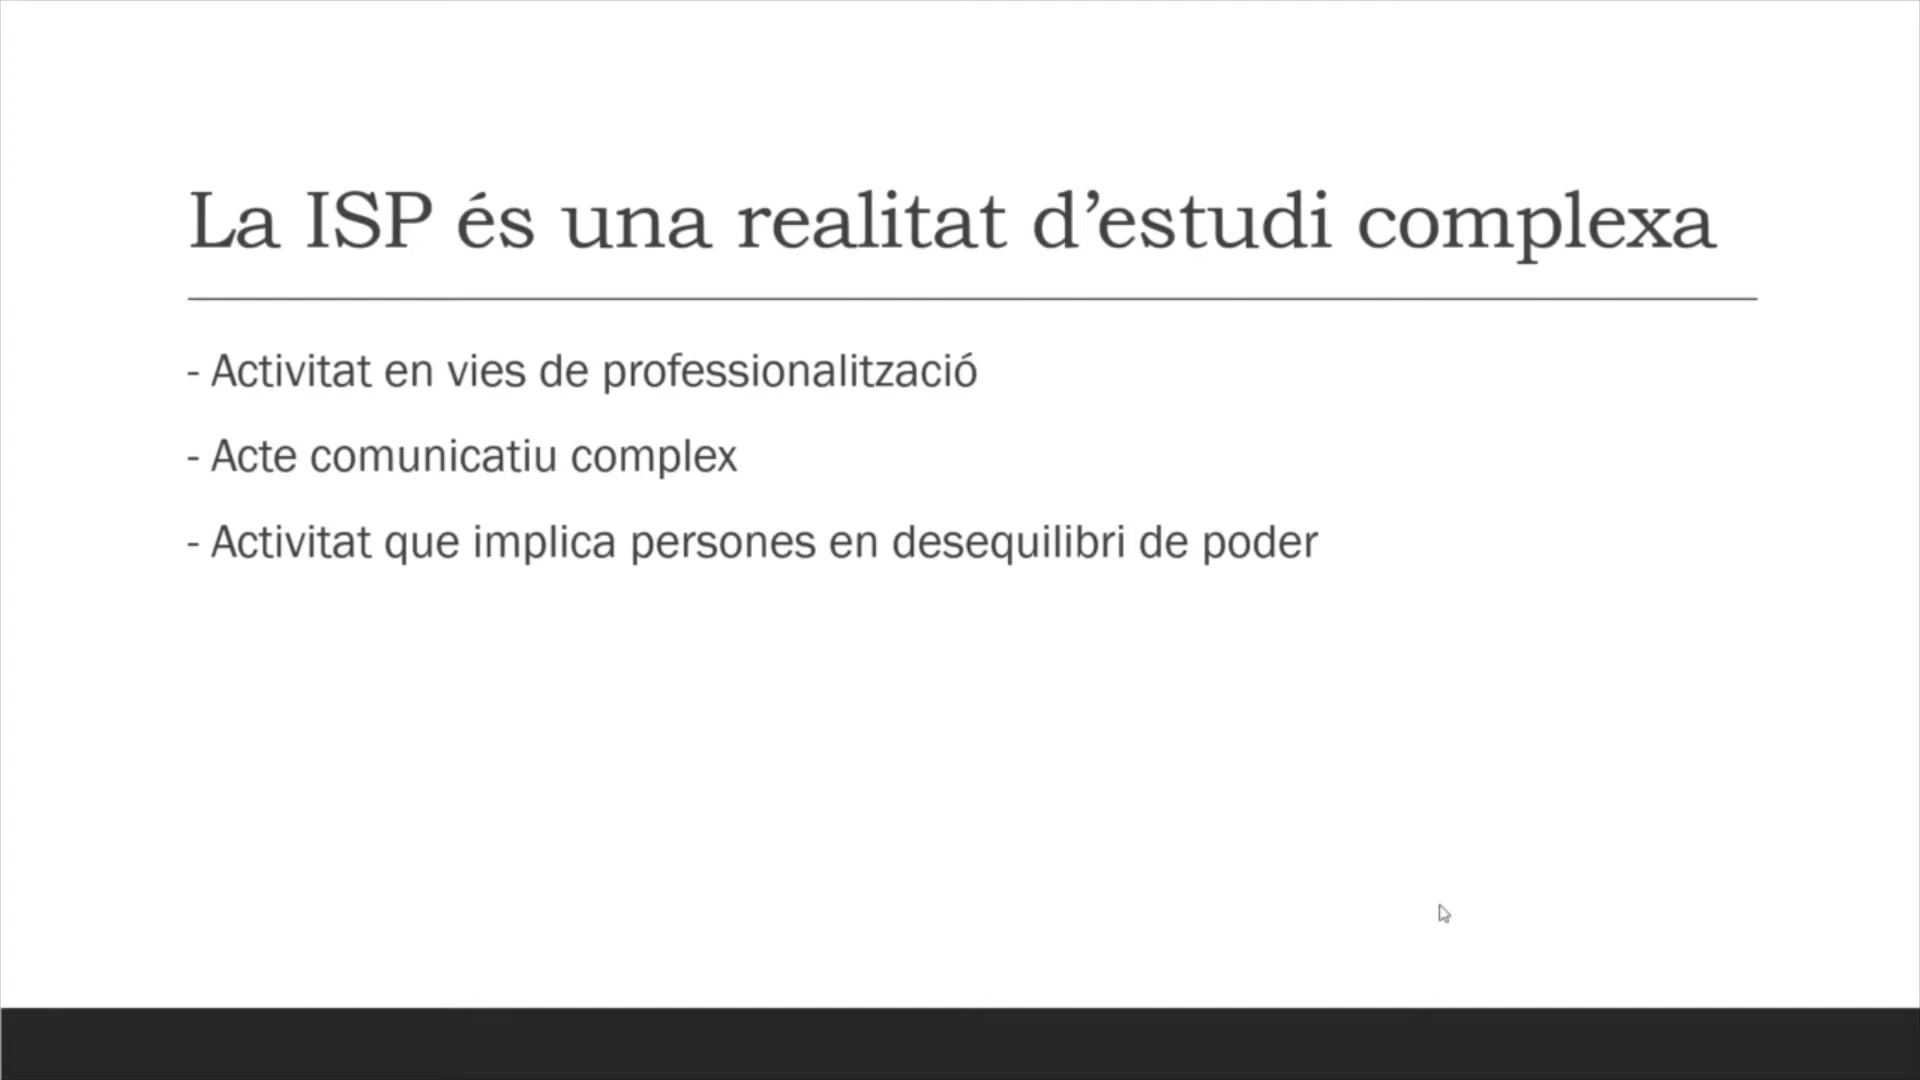 La ISP és una realitat d’estudi complexa
- Activitat en vies de professionalització
- Acte comunicatiu complex
- Activitat que implica persones en desequilibri de poder